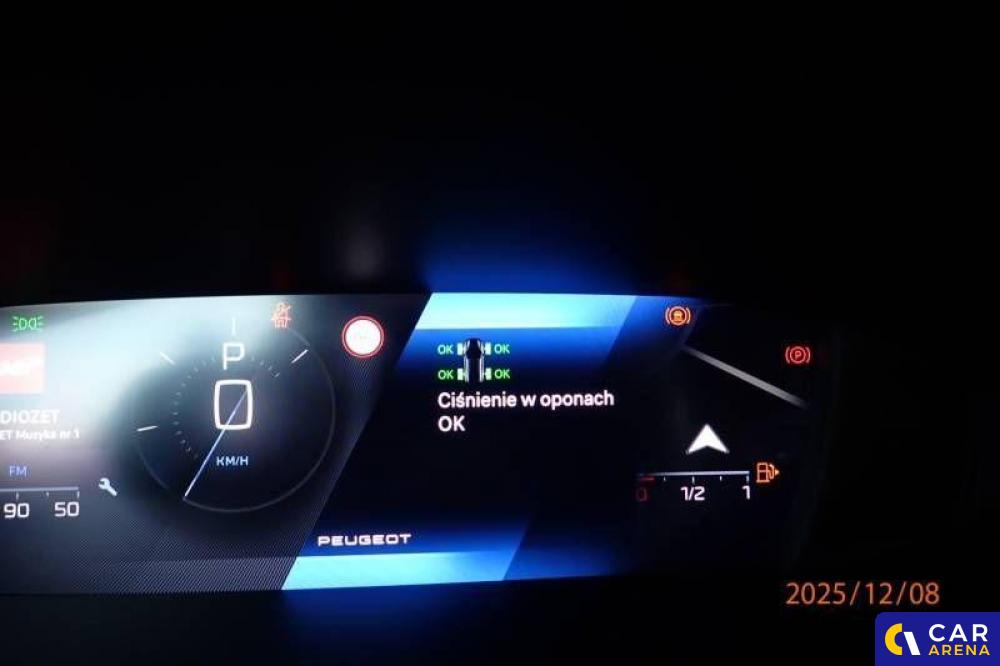 P
0
KM/H
DIOZET
ET Muzyka nr 1
FM
90 50
OK OK
OK OK
Ciśnienie w oponach
OK
P
0 1/2 1
PEUGEOT
2025/12/08
CAR
ARENA